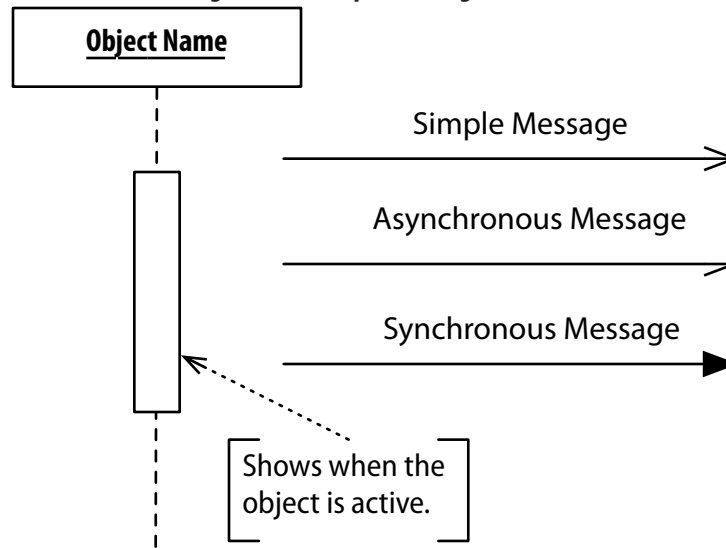 Object Name
Simple Message
Asynchronous Message
Synchronous Message
Shows when the
object is active.